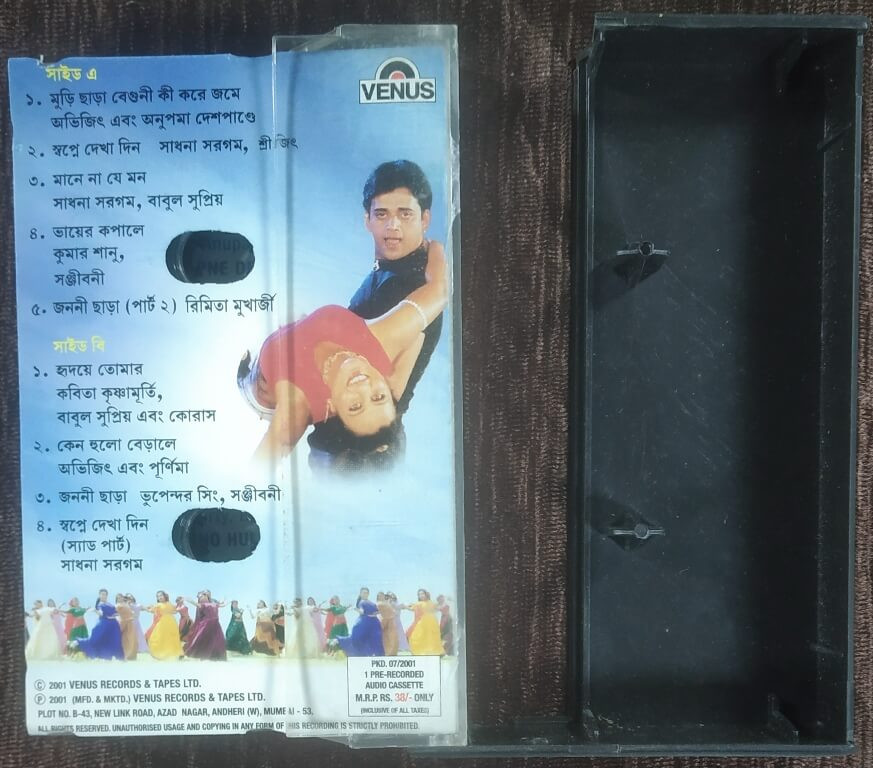 VENUS
সাইড এ
১. মুড়ি ছাড়া বেগুনী কী করে জমে
অভিজিৎ এবং অনুপমা দেশপাণ্ডে
২. স্বপ্নে দেখা দিন সাধনা সরগম, শ্রীজিৎ
৩. মানে না যে মন
সাধনা সরগম, বাবুল সুপ্রিয়
৪. ভায়ের কপালে
কুমার শানু,
সঞ্জীবনী
৫. জননী ছাড়া (পার্ট ২) রিমিতা মুখার্জী
সাইড বি
১. হৃদয়ে তোমার
কবিতা কৃষ্ণামূর্তি,
বাবুল সুপ্রিয় এবং কোরাস
২. কেন হুলো বেড়ালে
অভিজিৎ এবং পূর্ণিমা
৩. জননী ছাড়া ভুপেন্দর সিং, সঞ্জীবনী
৪. স্বপ্নে দেখা দিন
(স্যাড পার্ট)
সাধনা সরগম
Ⓒ 2001 VENUS RECORDS & TAPES LTD.
Ⓟ 2001 (MFD. & MKTD.) VENUS RECORDS & TAPES LTD.
PLOT NO. B-43, NEW LINK ROAD, AZAD NAGAR, ANDHERI (W), MUMBAI - 53.
ALL RIGHTS RESERVED. UNAUTHORISED USAGE AND COPYING IN ANY FORM OF THIS RECORDING IS STRICTLY PROHIBITED.
PKD. 07/2001
1 PRE-RECORDED
AUDIO CASSETTE
M.R.P. RS. 38/- ONLY
(INCLUSIVE OF ALL TAXES)